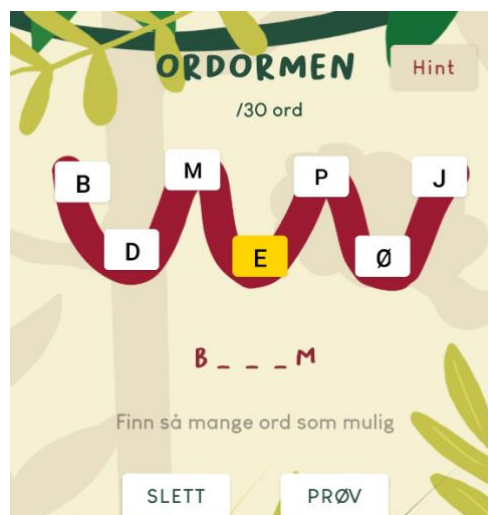 ORDORMEN
Hint
/30 ord
B
M
P
J
D
E
Ø
B _ _ _ M
Finn så mange ord som mulig
SLETT
PRØV